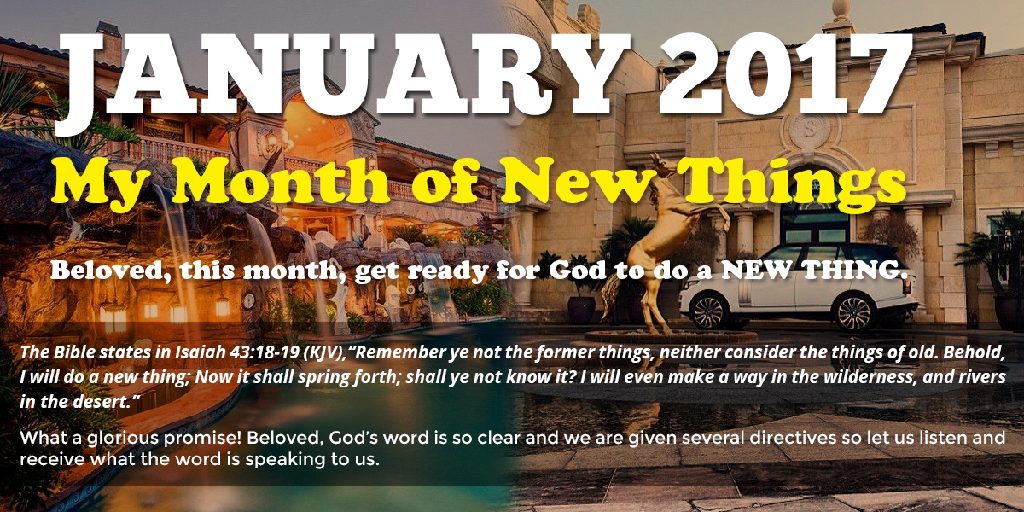 JANUARY 2017
My Month of New Things
S
Beloved, this month, get ready for God to do a NEW THING.
The Bible states in Isaiah 43:18-19 (KJV),“Remember ye not the former things, neither consider the things of old. Behold,
I will do a new thing; Now it shall spring forth; shall ye not know it? I will even make a way in the wilderness, and rivers
in the desert.”
What a glorious promise! Beloved, God’s word is so clear and we are given several directives so let us listen and
receive what the word is speaking to us.